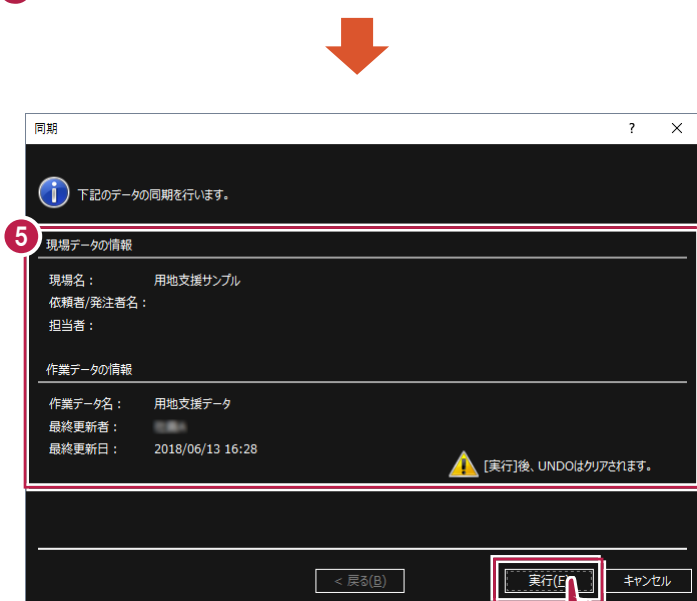 同期 ? ×
下記のデータの同期を行います。
5
現場データの情報
現場名： 用地支援サンプル
依頼者/発注者名：
担当者：
作業データの情報
作業データ名： 用地支援データ
最終更新者：
最終更新日： 2018/06/13 16:28
[実行]後、UNDOはクリアされます。
< 戻る(B) 実行( キャンセル